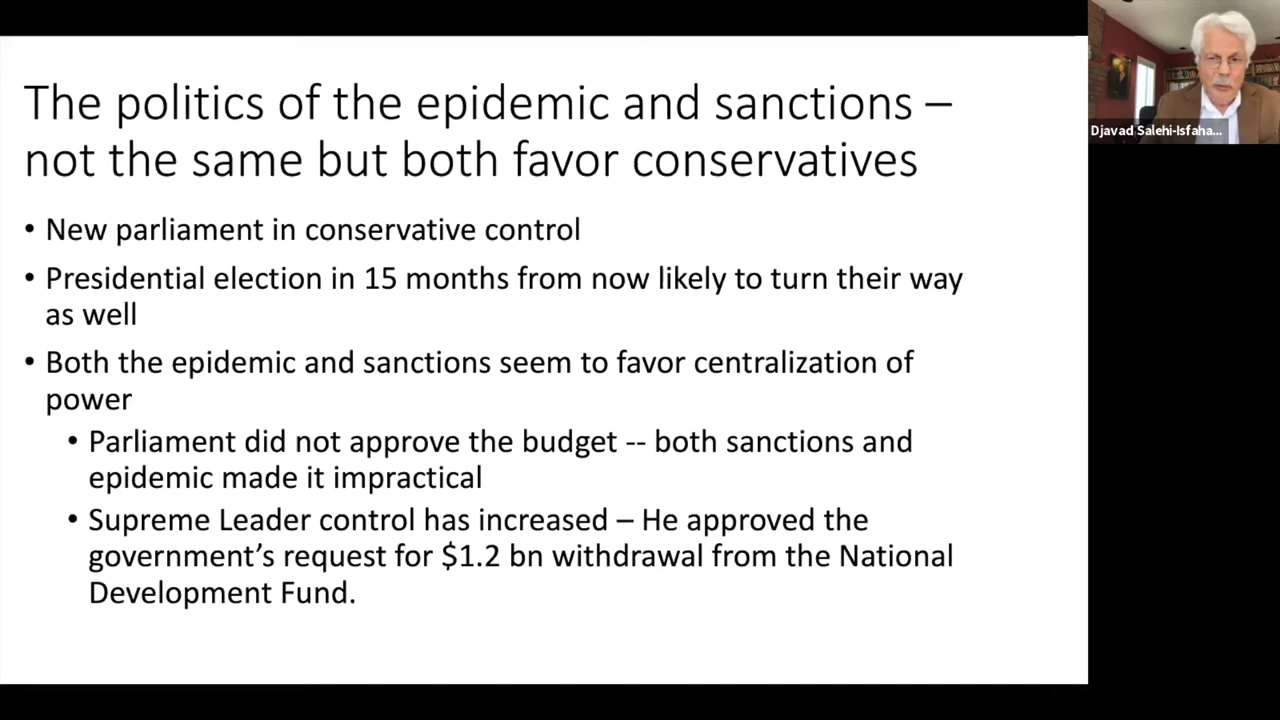 The politics of the epidemic and sanctions –
not the same but both favor conservatives
• New parliament in conservative control
• Presidential election in 15 months from now likely to turn their way
as well
• Both the epidemic and sanctions seem to favor centralization of
power
• Parliament did not approve the budget -- both sanctions and
epidemic made it impractical
• Supreme Leader control has increased – He approved the
government’s request for $1.2 bn withdrawal from the National
Development Fund.
Djavad Salehi-Isfaha...